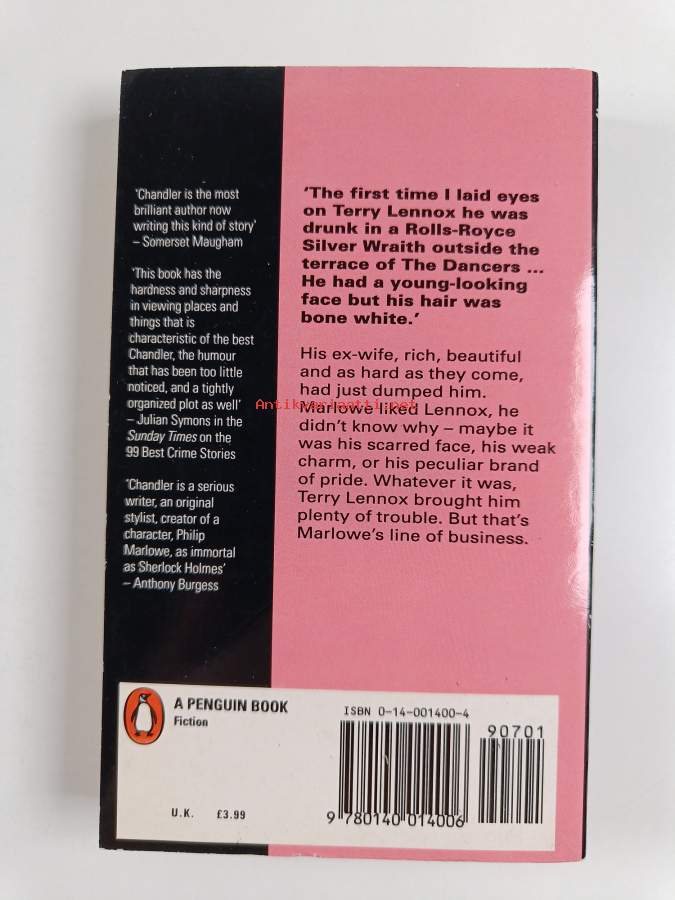 'Chandler is the most
brilliant author now
writing this kind of story'
– Somerset Maugham
'This book has the
hardness and sharpness
in viewing places and
things that is
characteristic of the best
Chandler, the humour
that has been too little
noticed, and a tightly
organized plot as well'
– Julian Symons in the
Sunday Times on the
99 Best Crime Stories
'Chandler is a serious
writer, an original
stylist, creator of a
character, Philip
Marlowe, as immortal
as Sherlock Holmes'
– Anthony Burgess
'The first time I laid eyes
on Terry Lennox he was
drunk in a Rolls-Royce
Silver Wraith outside the
terrace of The Dancers ...
He had a young-looking
face but his hair was
bone white.'
His ex-wife, rich, beautiful
and as hard as they come,
had just dumped him.
Marlowe liked Lennox, he
didn't know why – maybe it
was his scarred face, his weak
charm, or his peculiar brand
of pride. Whatever it was,
Terry Lennox brought him
plenty of trouble. But that's
Marlowe's line of business.
Antikvariaatti.net
A PENGUIN BOOK
Fiction
U.K. £3.99
ISBN 0-14-001400-4
90701
9 780140 014006